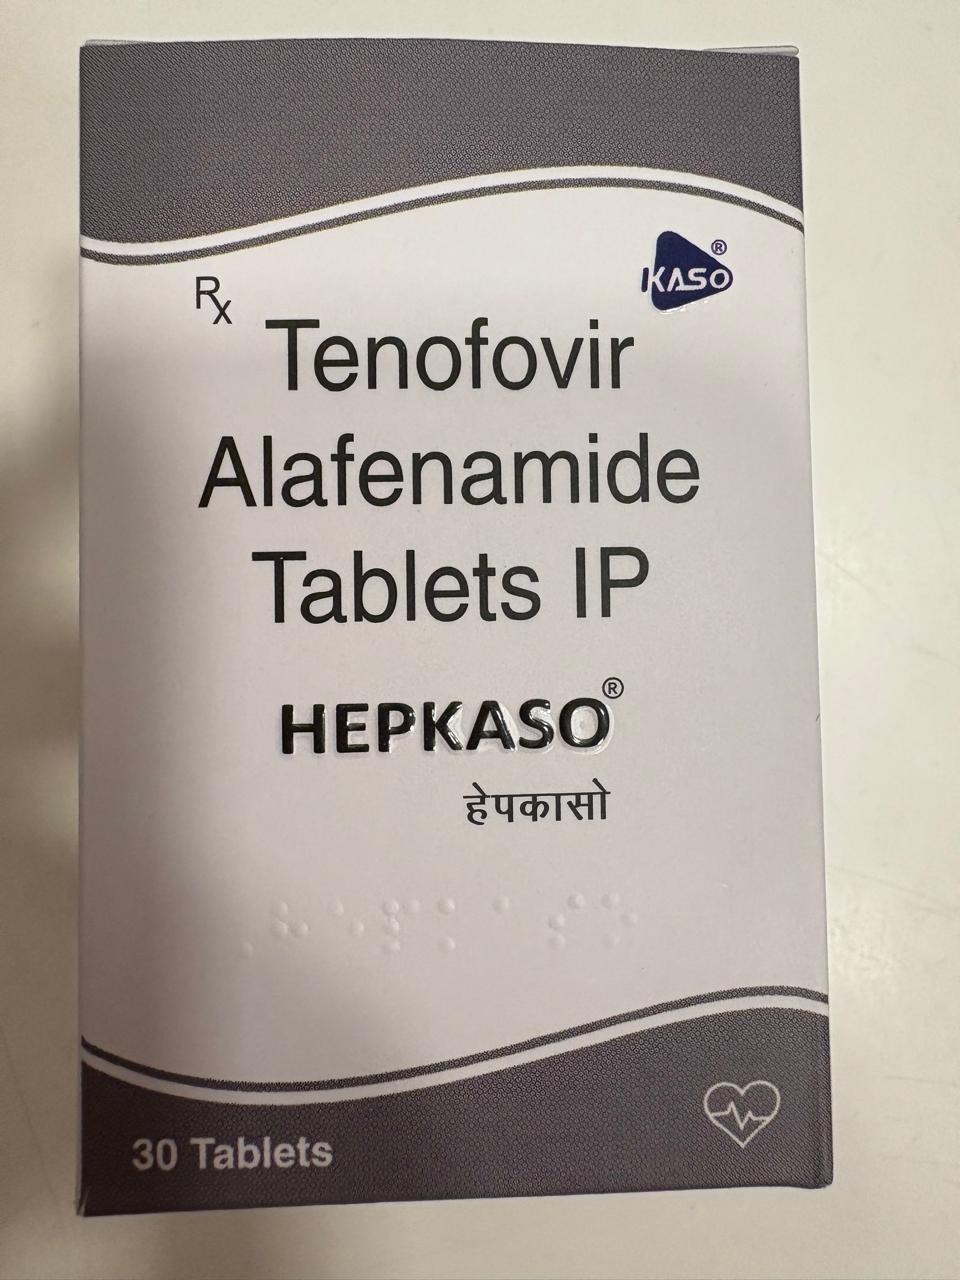 KASO®
Rx
Tenofovir
Alafenamide
Tablets IP
HEPKASO®
हेपकासो
30 Tablets